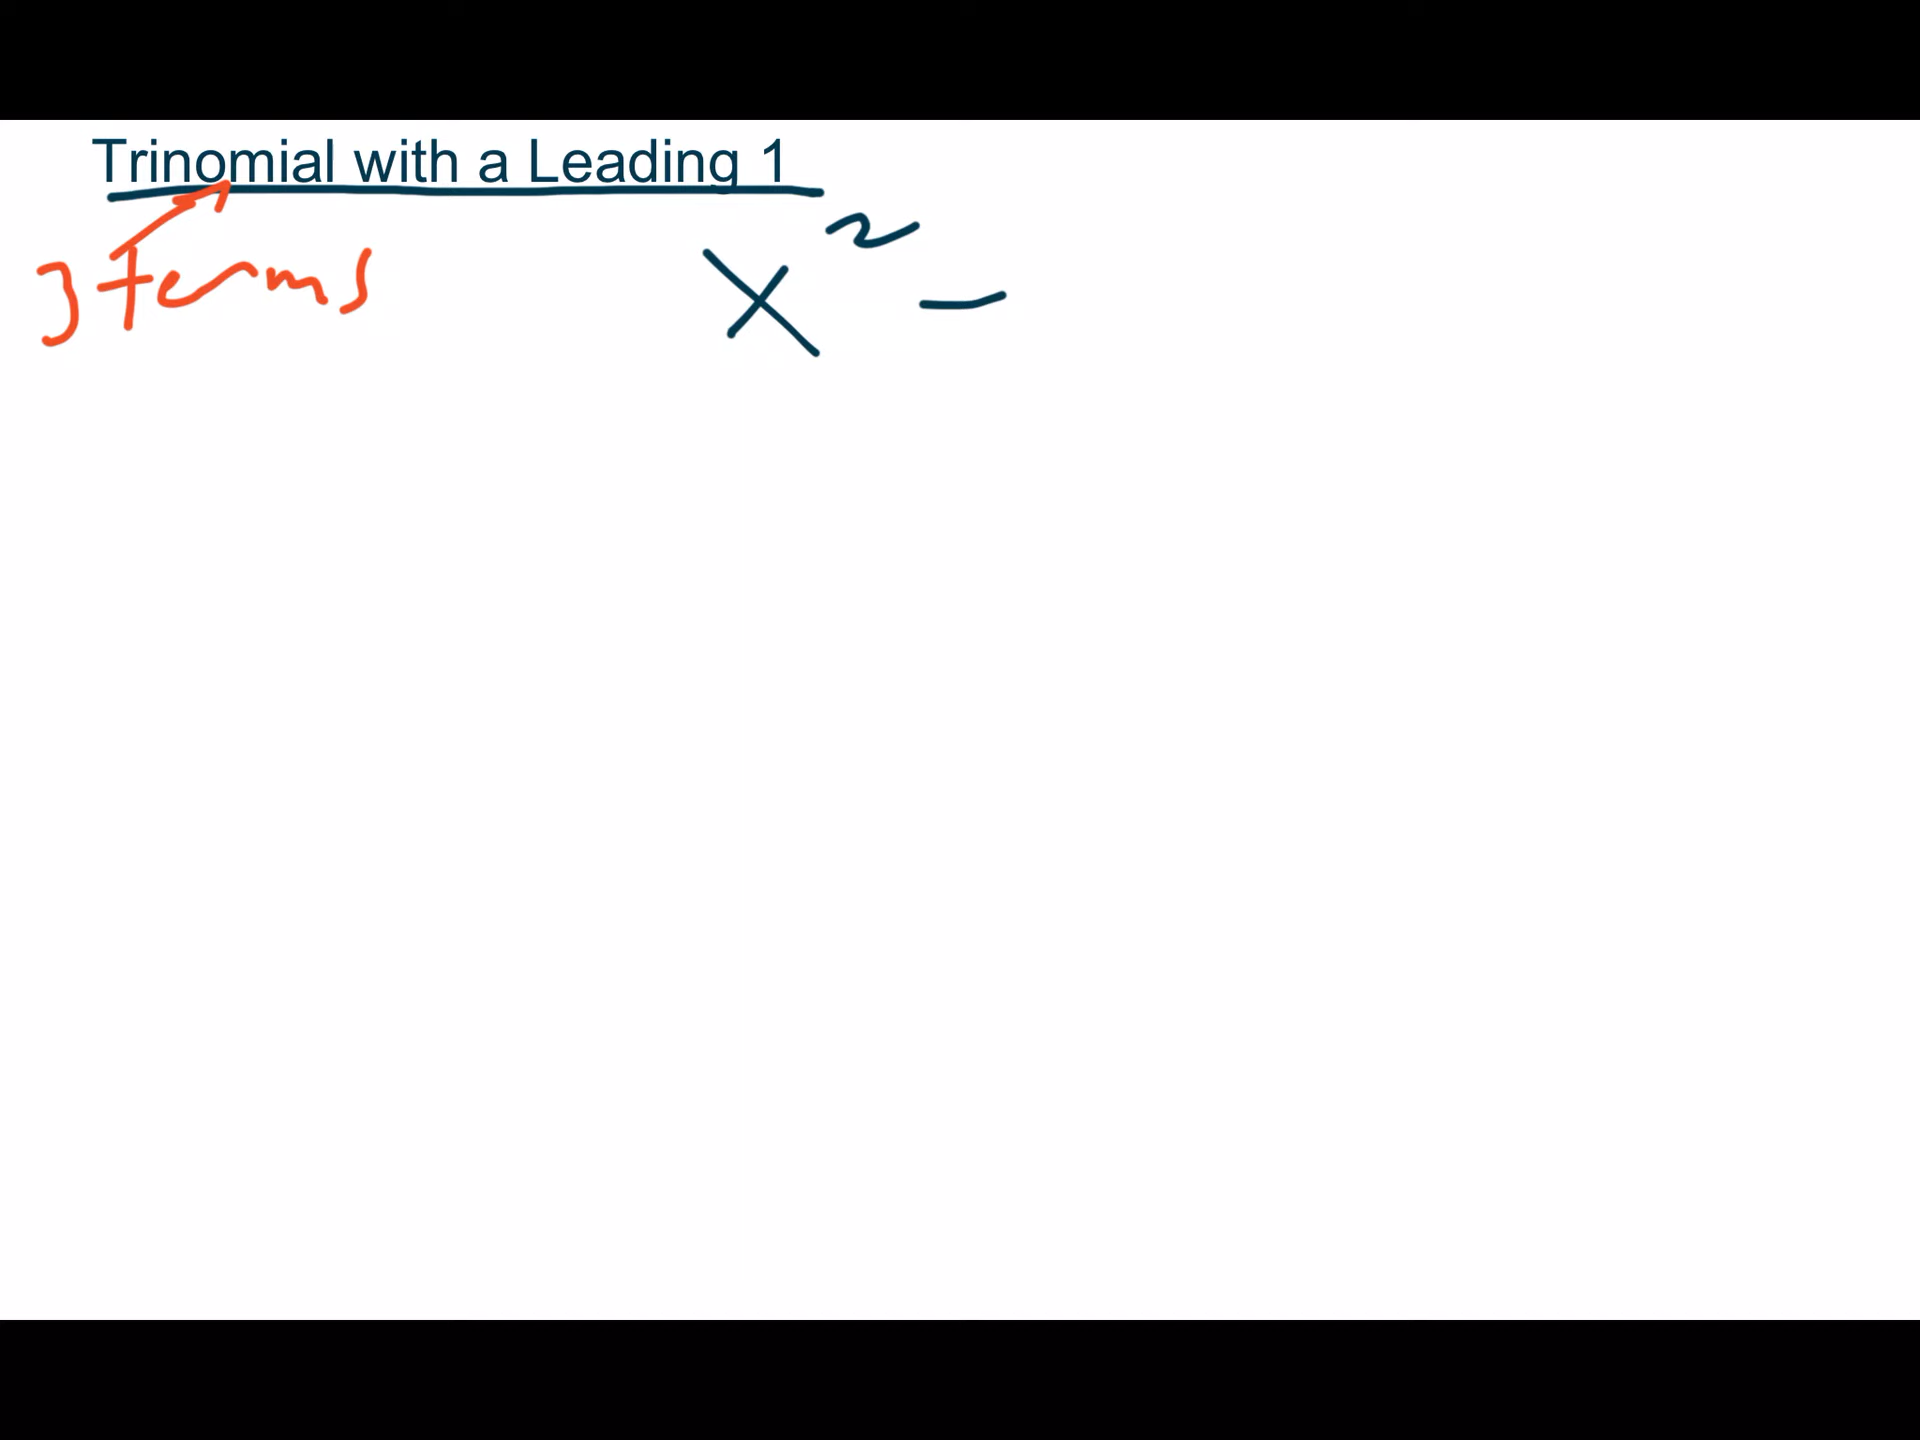 Trinomial with a Leading 1
3 terms
x² –